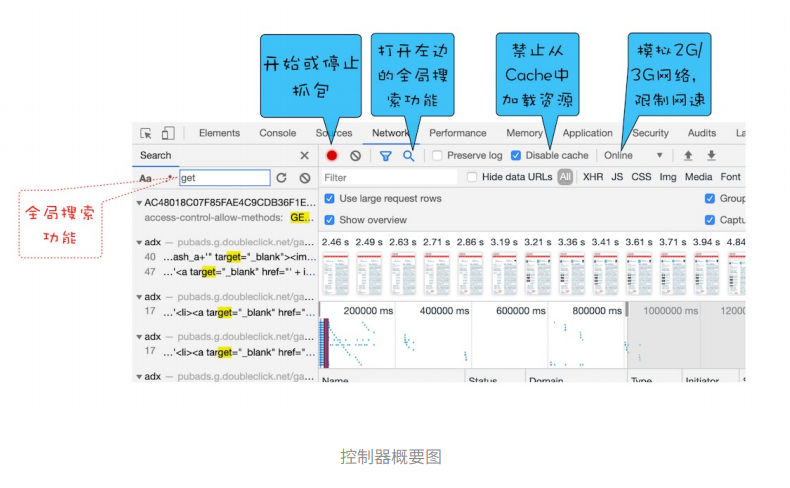 开始或停止
抓包
打开左边
的全局搜
索功能
禁止从
Cache中
加载资源
模拟2G/
3G网络，
限制网速
Elements Console Sources Network Performance Memory Application Security Audits La
Search
Preserve log Disable cache Online
Aa .* get
Filter Hide data URLs All XHR JS CSS Img Media Font
全局搜索
功能
AC48018C07F85FAE4C9CDB36F1E...
access-control-allow-methods: GE...
Use large request rows Group
Show overview Captu
adx — pubads.g.doubleclick.net/ga...
40 ...ash_a+'" target="_blank"><im...
47 ...'<a target="_blank" href="' + i...
adx — pubads.g.doubleclick.net/ga...
17 ...'<li><a target="_blank" href="...
adx — pubads.g.doubleclick.net/ga...
17 ...'<li><a target="_blank" href="...
adx — pubads.g.doubleclick.net/ga...
2.46 s 2.49 s 2.63 s 2.71 s 2.86 s 3.19 s 3.21 s 3.36 s 3.41 s 3.61 s 3.71 s 3.94 s 4.84
200000 ms 400000 ms 600000 ms 800000 ms 1000000 ms 12000
Name Status Domain Type Initiator
控制器概要图